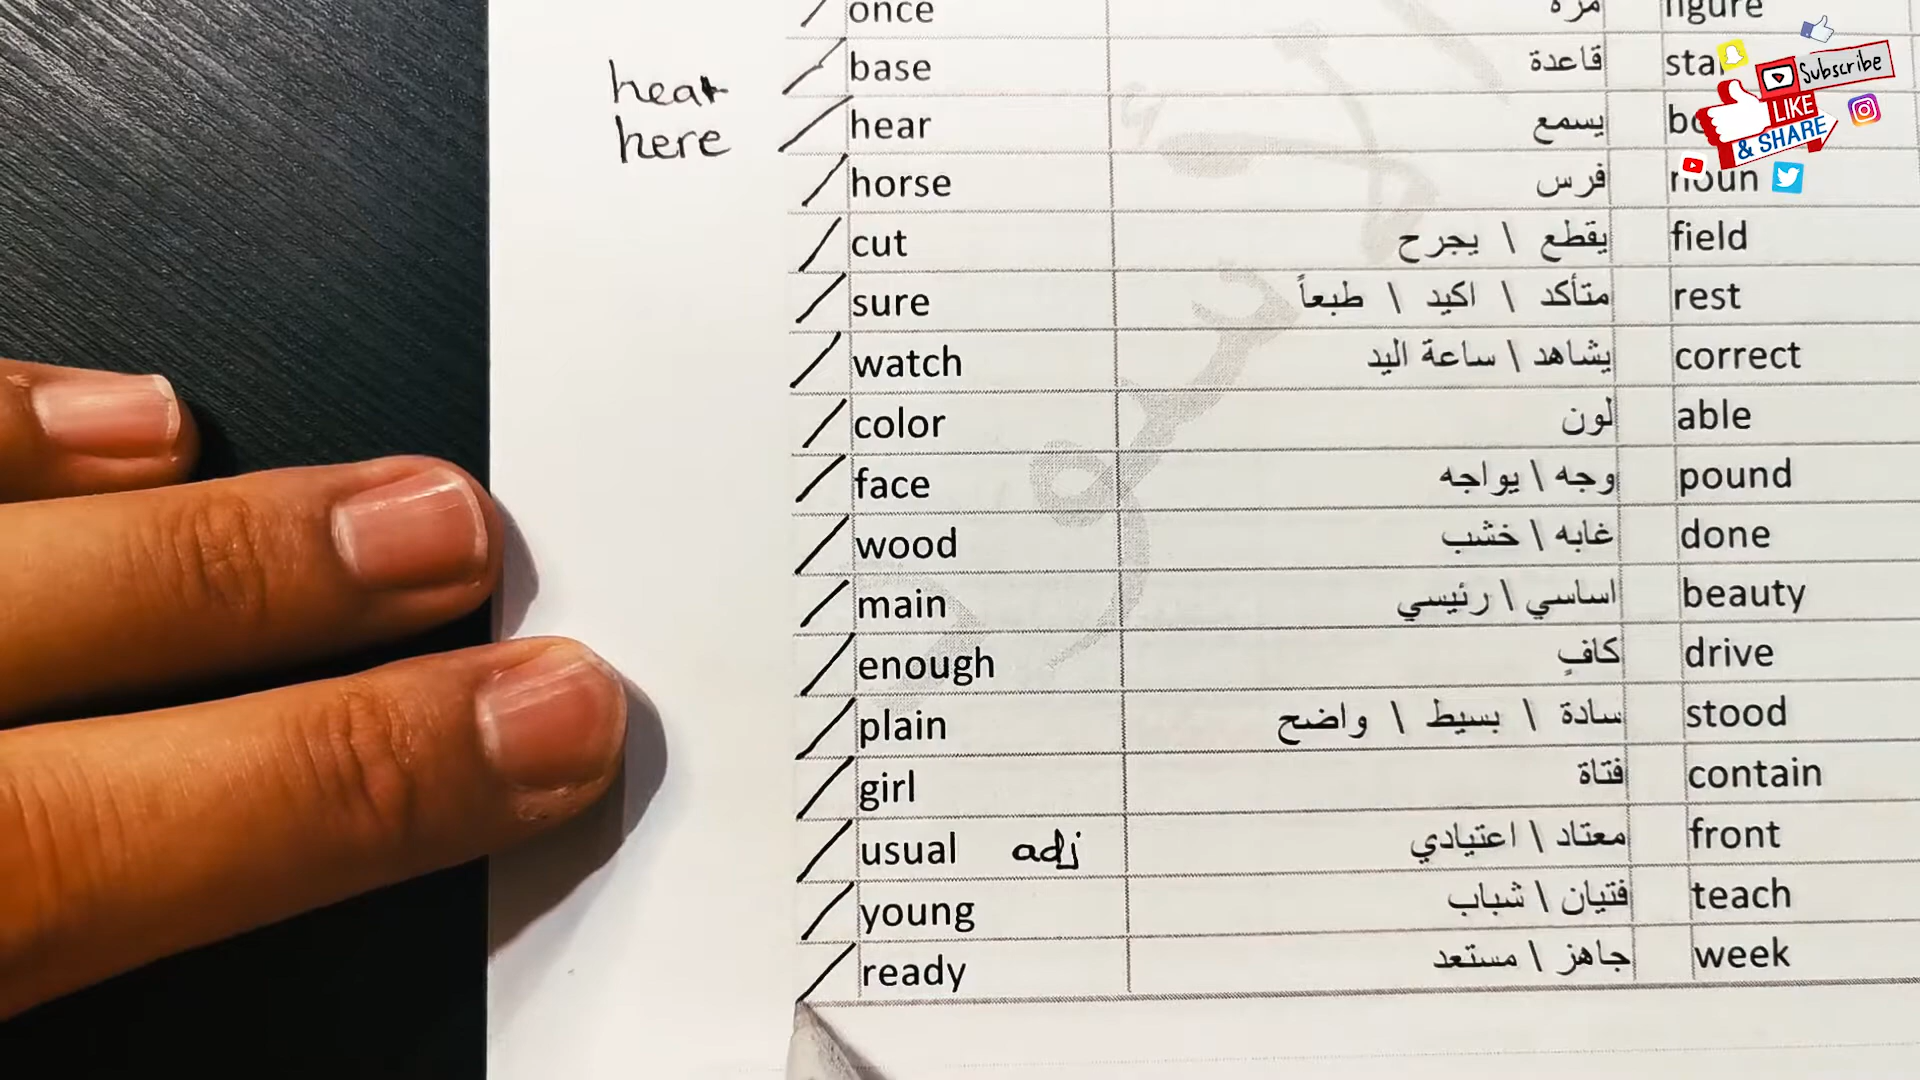 once مرة figure
hear
base قاعدة
here
hear يسمع
horse فرس noun
cut يقطع \ يجرح field
sure متأكد \ اكيد \ طبعاً rest
watch يشاهد \ ساعة اليد correct
color لون able
face وجه \ يواجه pound
wood غابه \ خشب done
main اساسي \ رئيسي beauty
enough كافٍ drive
plain سادة \ بسيط \ واضح stood
girl فتاة contain
usual adj معتاد \ اعتيادي front
young فتيان \ شباب teach
ready جاهز \ مستعد week
Subscribe
LIKE
& SHARE